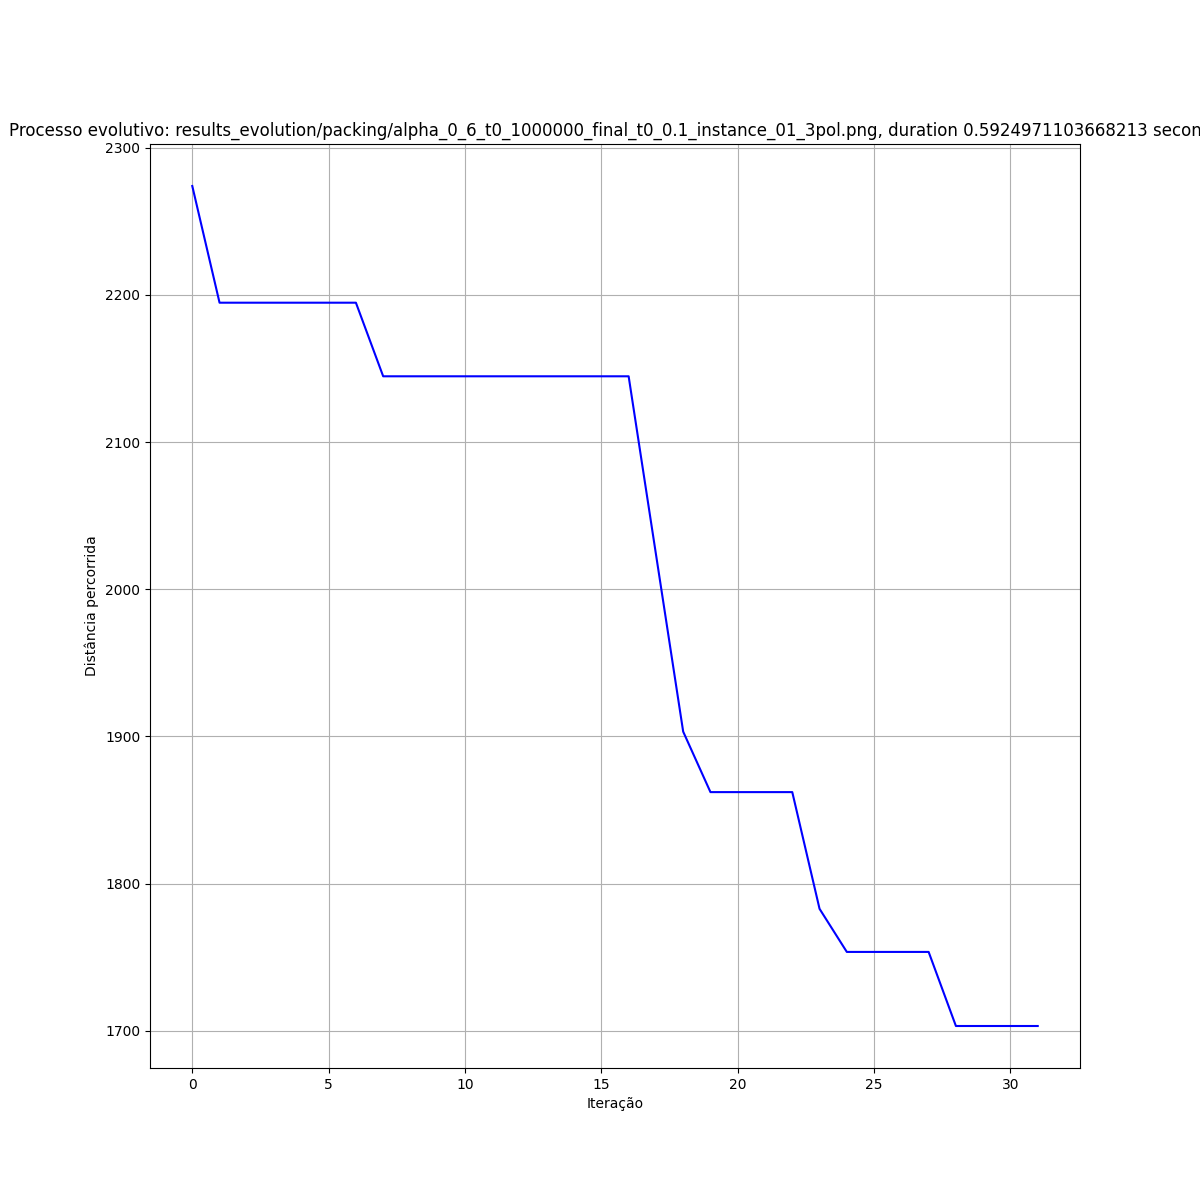 Processo evolutivo: results_evolution/packing/alpha_0_6_t0_1000000_final_t0_0.1_instance_01_3pol.png, duration 0.5924971103668213 secon
2300
2200
2100
2000
1900
1800
1700
Distância percorrida
0 5 10 15 20 25 30
Iteração